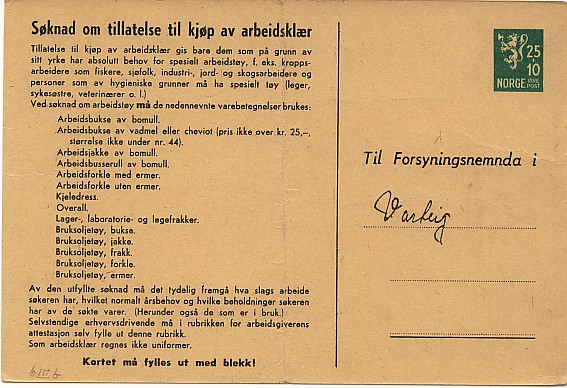 Søknad om tillatelse til kjøp av arbeidsklær
Tillatelse til kjøp av arbeidsklær gis bare dem som på grunn av
sitt yrke har absolutt behov for spesielt arbeidstøy, f. eks. kropps-
arbeidere som fiskere, sjøfolk, industri-, jord- og skogsarbeidere og
personer som av hygieniske grunner må ha spesielt tøy (leger,
sykesøstre, veterinærer o. l.)
Ved søknad om arbeidstøy må de nedennevnte varebetegnelser brukes:
Arbeidsbukse av bomull.
Arbeidsbukse av vadmel eller cheviot (pris ikke over kr. 25,–,
størrelse ikke under nr. 44).
Arbeidsjakke av bomull.
Arbeidsbusserull av bomull.
Arbeidsforkle med ermer.
Arbeidsforkle uten ermer.
Kjeledress.
Overall.
Lager-, laboratorie- og legefrakker.
Bruksoljetøy, bukse.
Bruksoljetøy, jakke.
Bruksoljetøy, frakk.
Bruksoljetøy, forkle.
Bruksoljetøy, ermer.
Av den utfylte søknad må det tydelig fremgå hva slags arbeide
søkeren har, hvilket normalt årsbehov og hvilke beholdninger søkeren
har av de søkte varer. (Herunder også de som er i bruk.)
Selvstendige erhvervsdrivende må i rubrikken for arbeidsgiverens
attestasjon selv fylle ut denne rubrikk.
Som arbeidsklær regnes ikke uniformer.
Kortet må fylles ut med blekk!
25
+
10
NORGE
ØRE
POST
Til Forsyningsnemnda i
Varteig